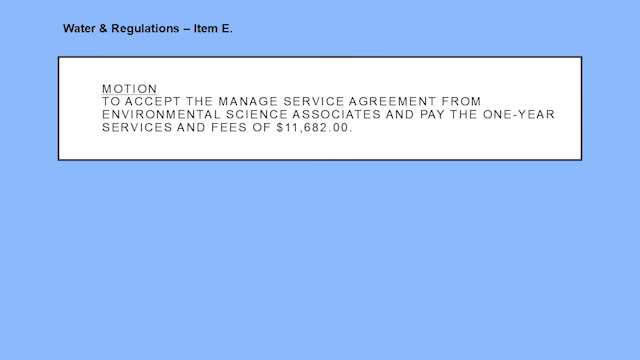 Water & Regulations – Item E.
MOTION
TO ACCEPT THE MANAGE SERVICE AGREEMENT FROM
ENVIRONMENTAL SCIENCE ASSOCIATES AND PAY THE ONE-YEAR
SERVICES AND FEES OF $11,682.00.